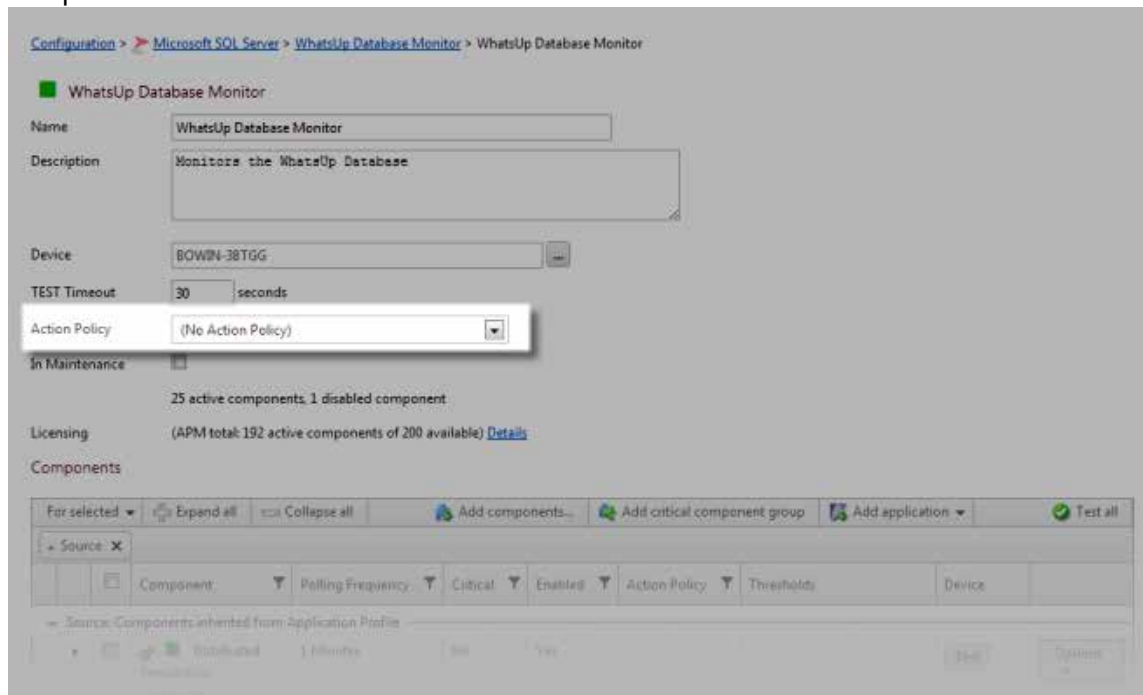 Configuration > Microsoft SQL Server > WhatsUp Database Monitor > WhatsUp Database Monitor
WhatsUp Database Monitor
Name WhatsUp Database Monitor
Description Monitors the WhatsUp Database
Device BOWIN-38TGG ...
TEST Timeout 30 seconds
Action Policy (No Action Policy)
In Maintenance
25 active components, 1 disabled component
Licensing (APM total: 192 active components of 200 available) Details
Components
For selected Expand all Collapse all Add components... Add critical component group Add application Test all
Source X
Component Polling Frequency Critical Enabled Action Policy Thresholds Device
Source: Components inherited from Application Profile
Distributed Yes Test Options